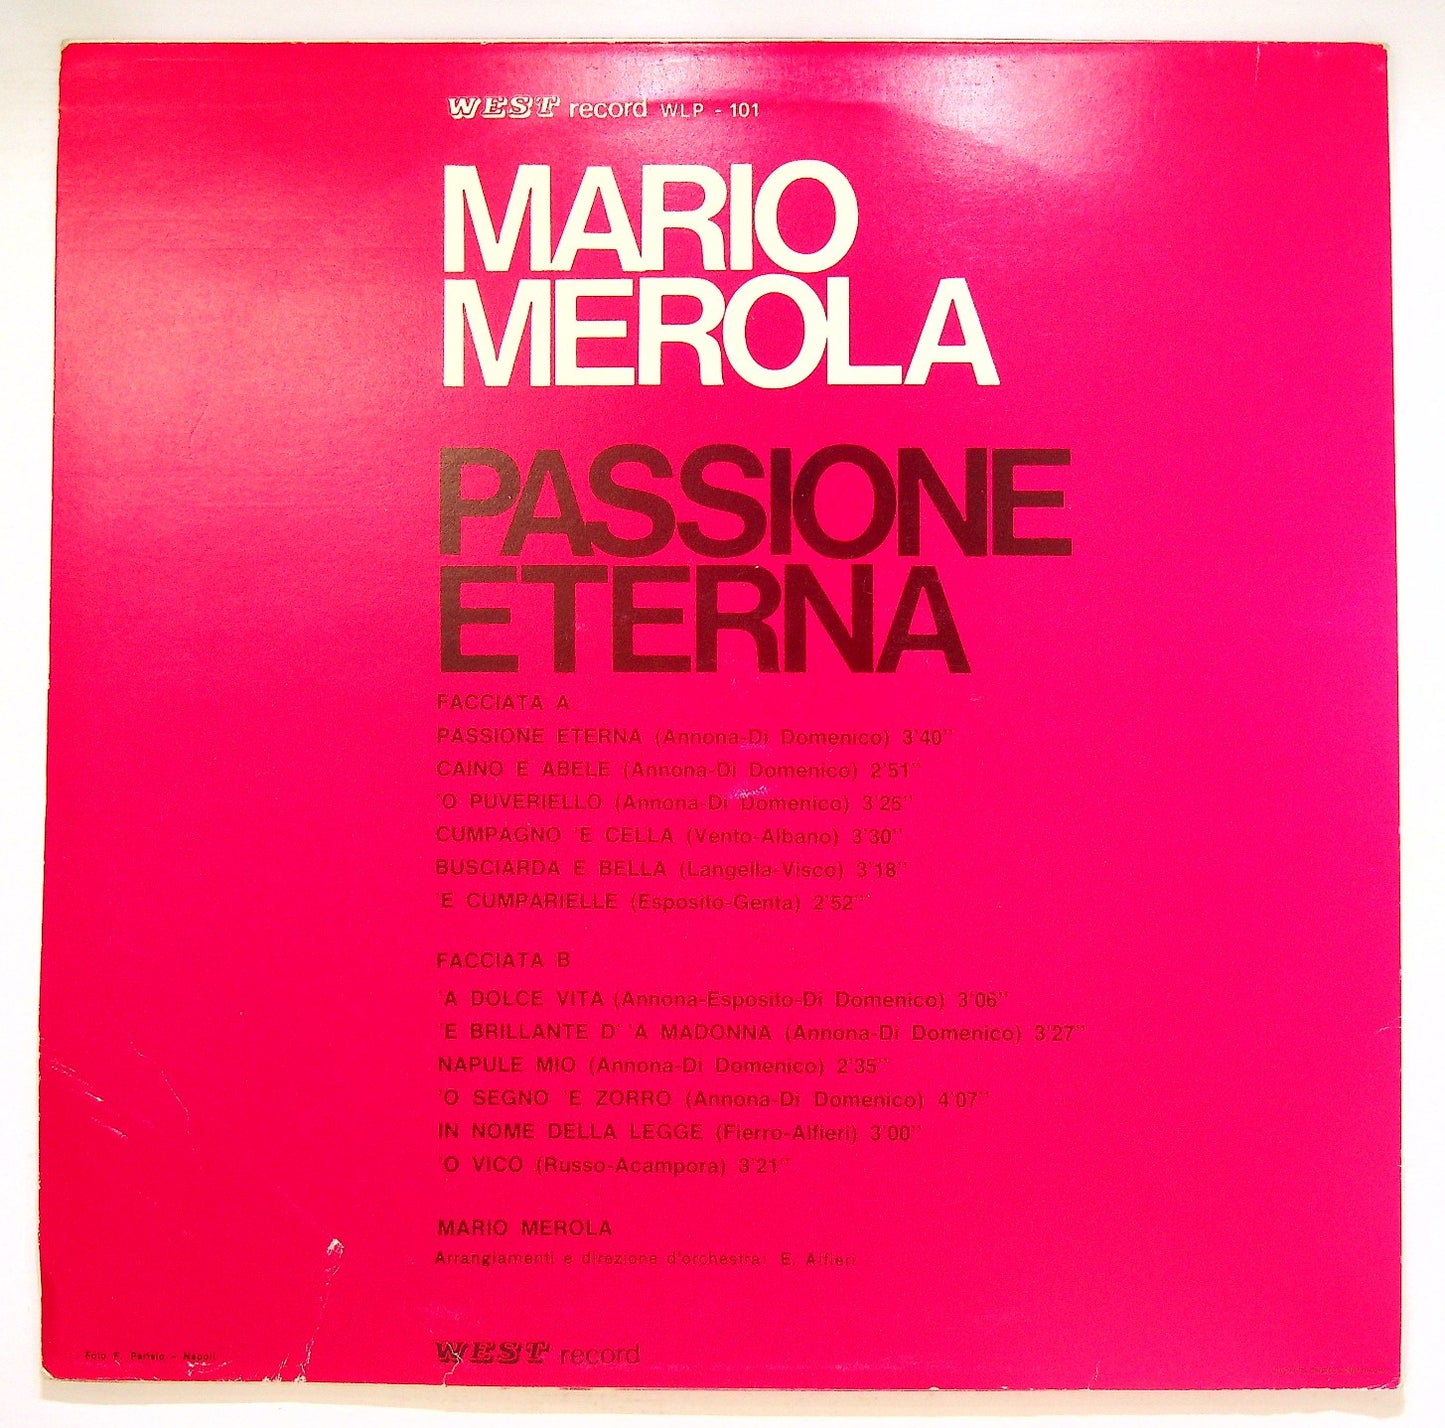 WEST record WLP - 101
MARIO
MEROLA
PASSIONE
ETERNA
FACCIATA A
PASSIONE ETERNA (Annona-Di Domenico) 3'40''
CAINO E ABELE (Annona-Di Domenico) 2'51''
'O PUVERIELLO (Annona-Di Domenico) 3'25''
CUMPAGNO 'E CELLA (Vento-Albano) 3'30''
BUSCIARDA E BELLA (Langella-Visco) 3'18''
'E CUMPARIELLE (Esposito-Genta) 2'52'''
FACCIATA B
'A DOLCE VITA (Annona-Esposito-Di Domenico) 3'06''
'E BRILLANTE D' 'A MADONNA (Annona-Di Domenico) 3'27''
NAPULE MIO (Annona-Di Domenico) 2'35''
'O SEGNO 'E ZORRO (Annona-Di Domenico) 4'07''
IN NOME DELLA LEGGE (Fierro-Alfieri) 3'00''
'O VICO (Russo-Acampora) 3'21''
MARIO MEROLA
Arrangiamenti e direzione d'orchestra: E. Alfieri
WEST record
Foto F. Parisio - Napoli